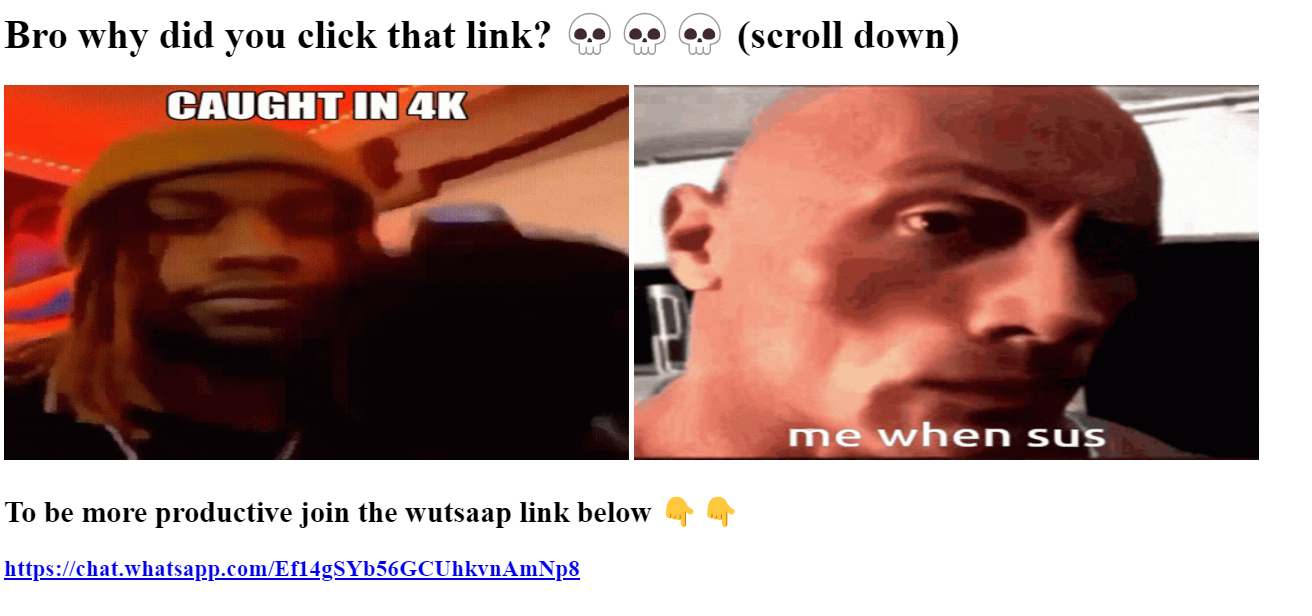 Bro why did you click that link? 💀💀💀 (scroll down)
CAUGHT IN 4K
me when sus
To be more productive join the wutsaap link below 👇👇
https://chat.whatsapp.com/Ef14gSYb56GCUhkvnAmNp8